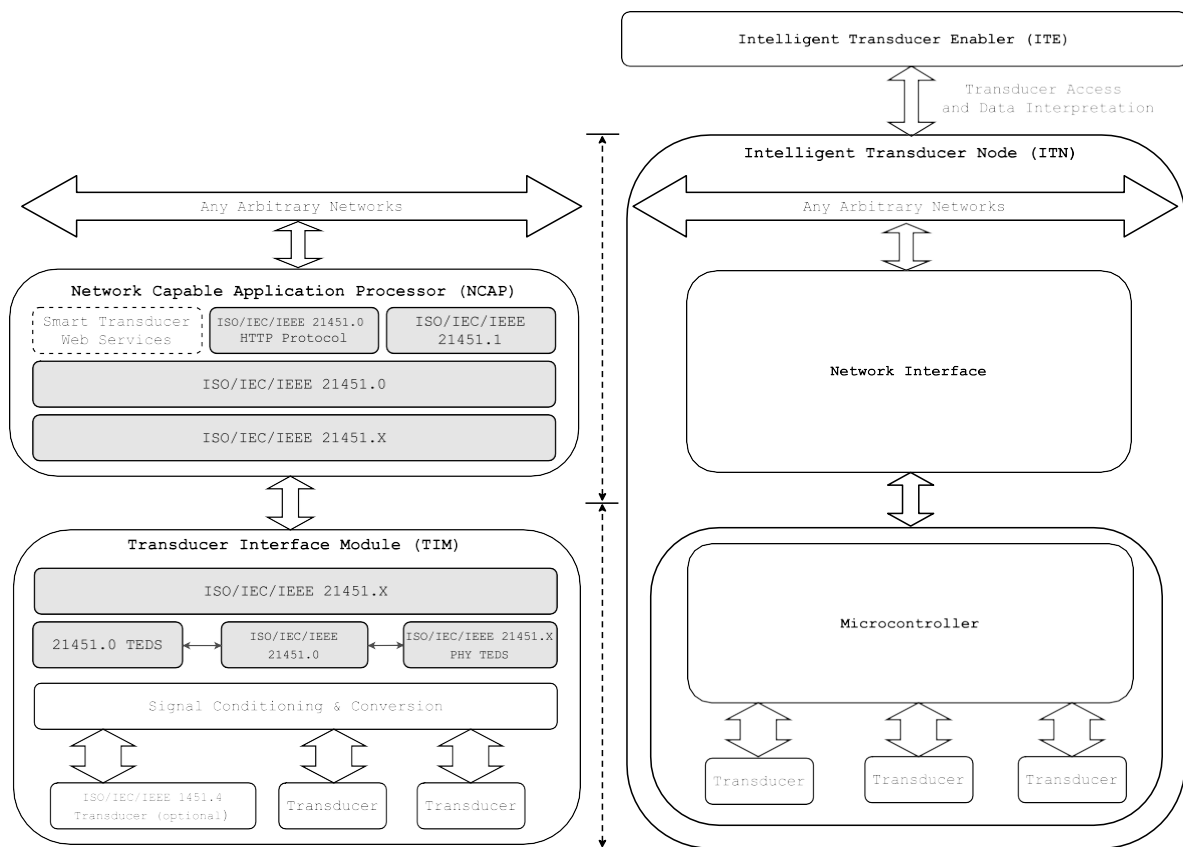 Intelligent Transducer Enabler (ITE)
Transducer Access
and Data Interpretation
Any Arbitrary Networks
Network Capable Application Processor (NCAP)
Smart Transducer
Web Services
ISO/IEC/IEEE 21451.0
HTTP Protocol
ISO/IEC/IEEE
21451.1
ISO/IEC/IEEE 21451.0
ISO/IEC/IEEE 21451.X
Transducer Interface Module (TIM)
ISO/IEC/IEEE 21451.X
21451.0 TEDS
ISO/IEC/IEEE
21451.0
ISO/IEC/IEEE 21451.X
PHY TEDS
Signal Conditioning & Conversion
ISO/IEC/IEEE 1451.4
Transducer (optional)
Transducer
Transducer
Intelligent Transducer Node (ITN)
Any Arbitrary Networks
Network Interface
Microcontroller
Transducer
Transducer
Transducer